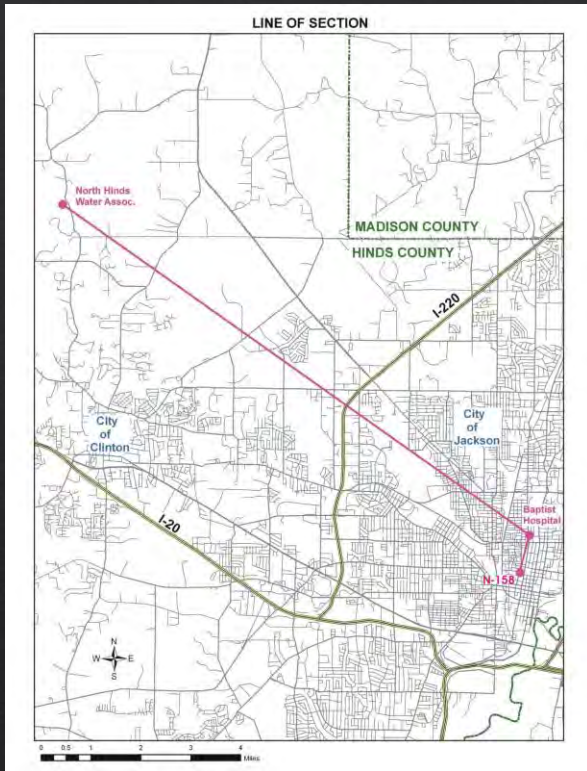 LINE OF SECTION
North Hinds
Water Assoc.
MADISON COUNTY
HINDS COUNTY
I-220
City
of
Clinton
City
of
Jackson
I-20
Baptist
Hospital
N-158
N
W E
S
0 0.5 1 2 3 4
Miles